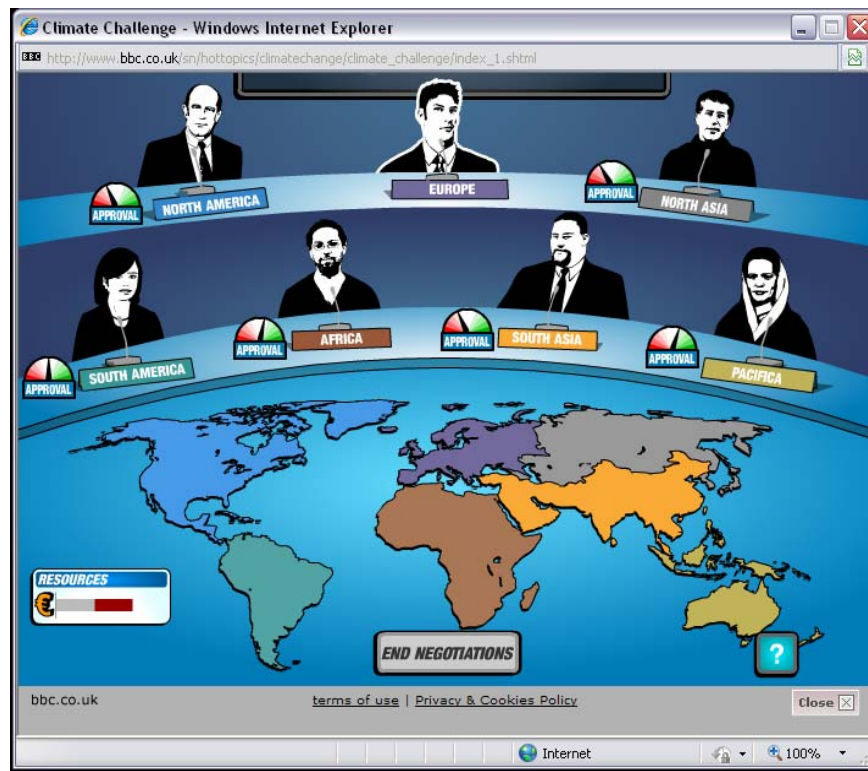 Climate Challenge - Windows Internet Explorer
BBC http://www.bbc.co.uk/sn/hottopics/climatechange/climate_challenge/index_1.shtml
EUROPE
APPROVAL
NORTH AMERICA
APPROVAL
NORTH ASIA
APPROVAL
SOUTH AMERICA
APPROVAL
AFRICA
APPROVAL
SOUTH ASIA
APPROVAL
PACIFICA
RESOURCES
€
END NEGOTIATIONS
?
bbc.co.uk
terms of use | Privacy & Cookies Policy
Close
Internet
100%